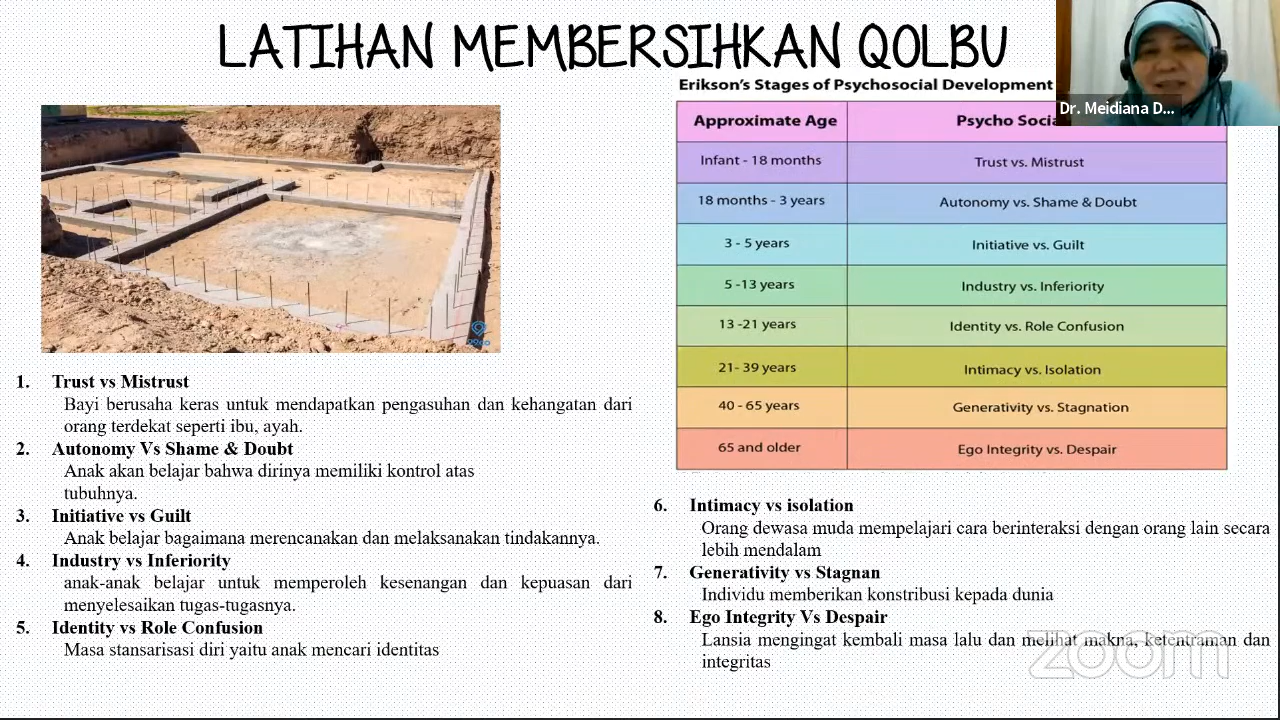 LATIHAN MEMBERSIHKAN QOLBU
Dr. Meidiana D...
Erikson's Stages of Psychosocial Development
Approximate Age
Psycho
Infant - 18 months
Trust vs. Mistrust
18 months - 3 years
Autonomy vs. Shame & Doubt
3 - 5 years
Initiative vs. Guilt
5 -13 years
Industry vs. Inferiority
13 -21 years
Identity vs. Role Confusion
21- 39 years
Intimacy vs. Isolation
40 - 65 years
Generativity vs. Stagnation
65 and older
Ego Integrity vs. Despair
1. Trust vs Mistrust
Bayi berusaha keras untuk mendapatkan pengasuhan dan kehangatan dari
orang terdekat seperti ibu, ayah.
2. Autonomy Vs Shame & Doubt
Anak akan belajar bahwa dirinya memiliki kontrol atas
tubuhnya.
3. Initiative vs Guilt
Anak belajar bagaimana merencanakan dan melaksanakan tindakannya.
4. Industry vs Inferiority
anak-anak belajar untuk memperoleh kesenangan dan kepuasan dari
menyelesaikan tugas-tugasnya.
5. Identity vs Role Confusion
Masa stansarisasi diri yaitu anak mencari identitas
6. Intimacy vs isolation
Orang dewasa muda mempelajari cara berinteraksi dengan orang lain secara
lebih mendalam
7. Generativity vs Stagnan
Individu memberikan konstribusi kepada dunia
8. Ego Integrity Vs Despair
Lansia mengingat kembali masa lalu dan melihat makna, ketentraman dan
integritas
zoom